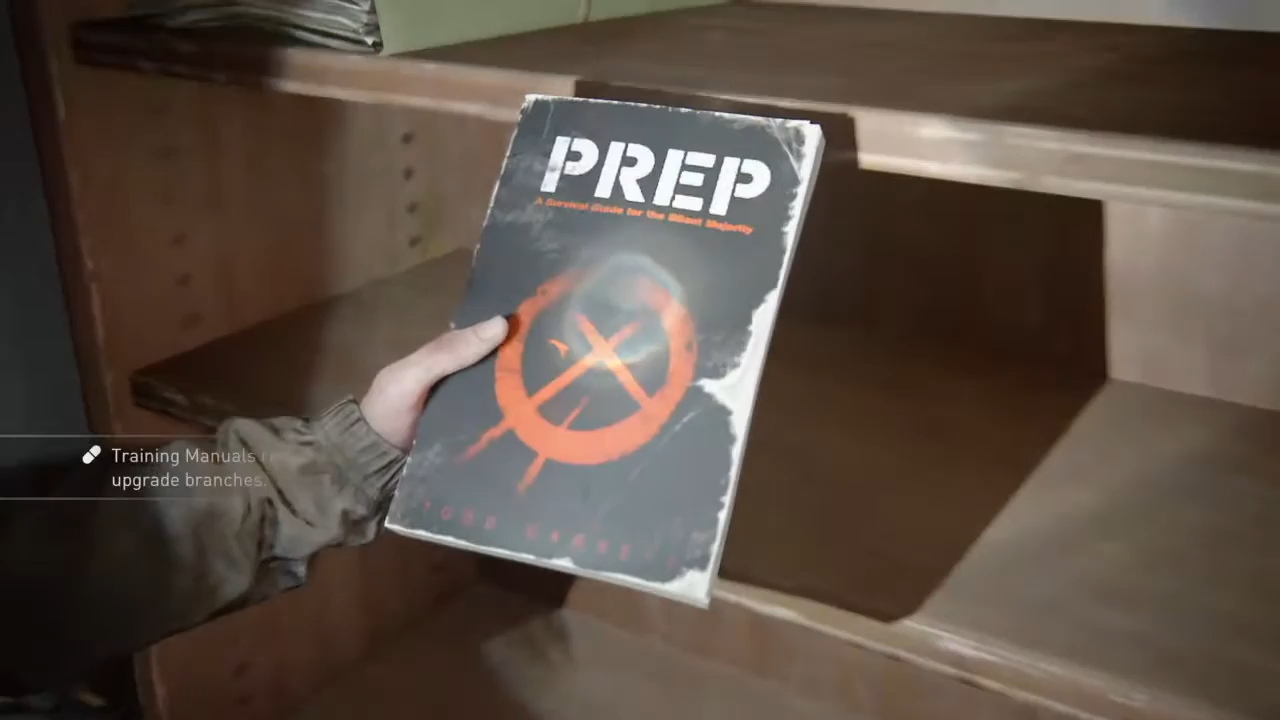 PREP
A Survival Guide for the Silent Majority
Training Manuals
upgrade branches.